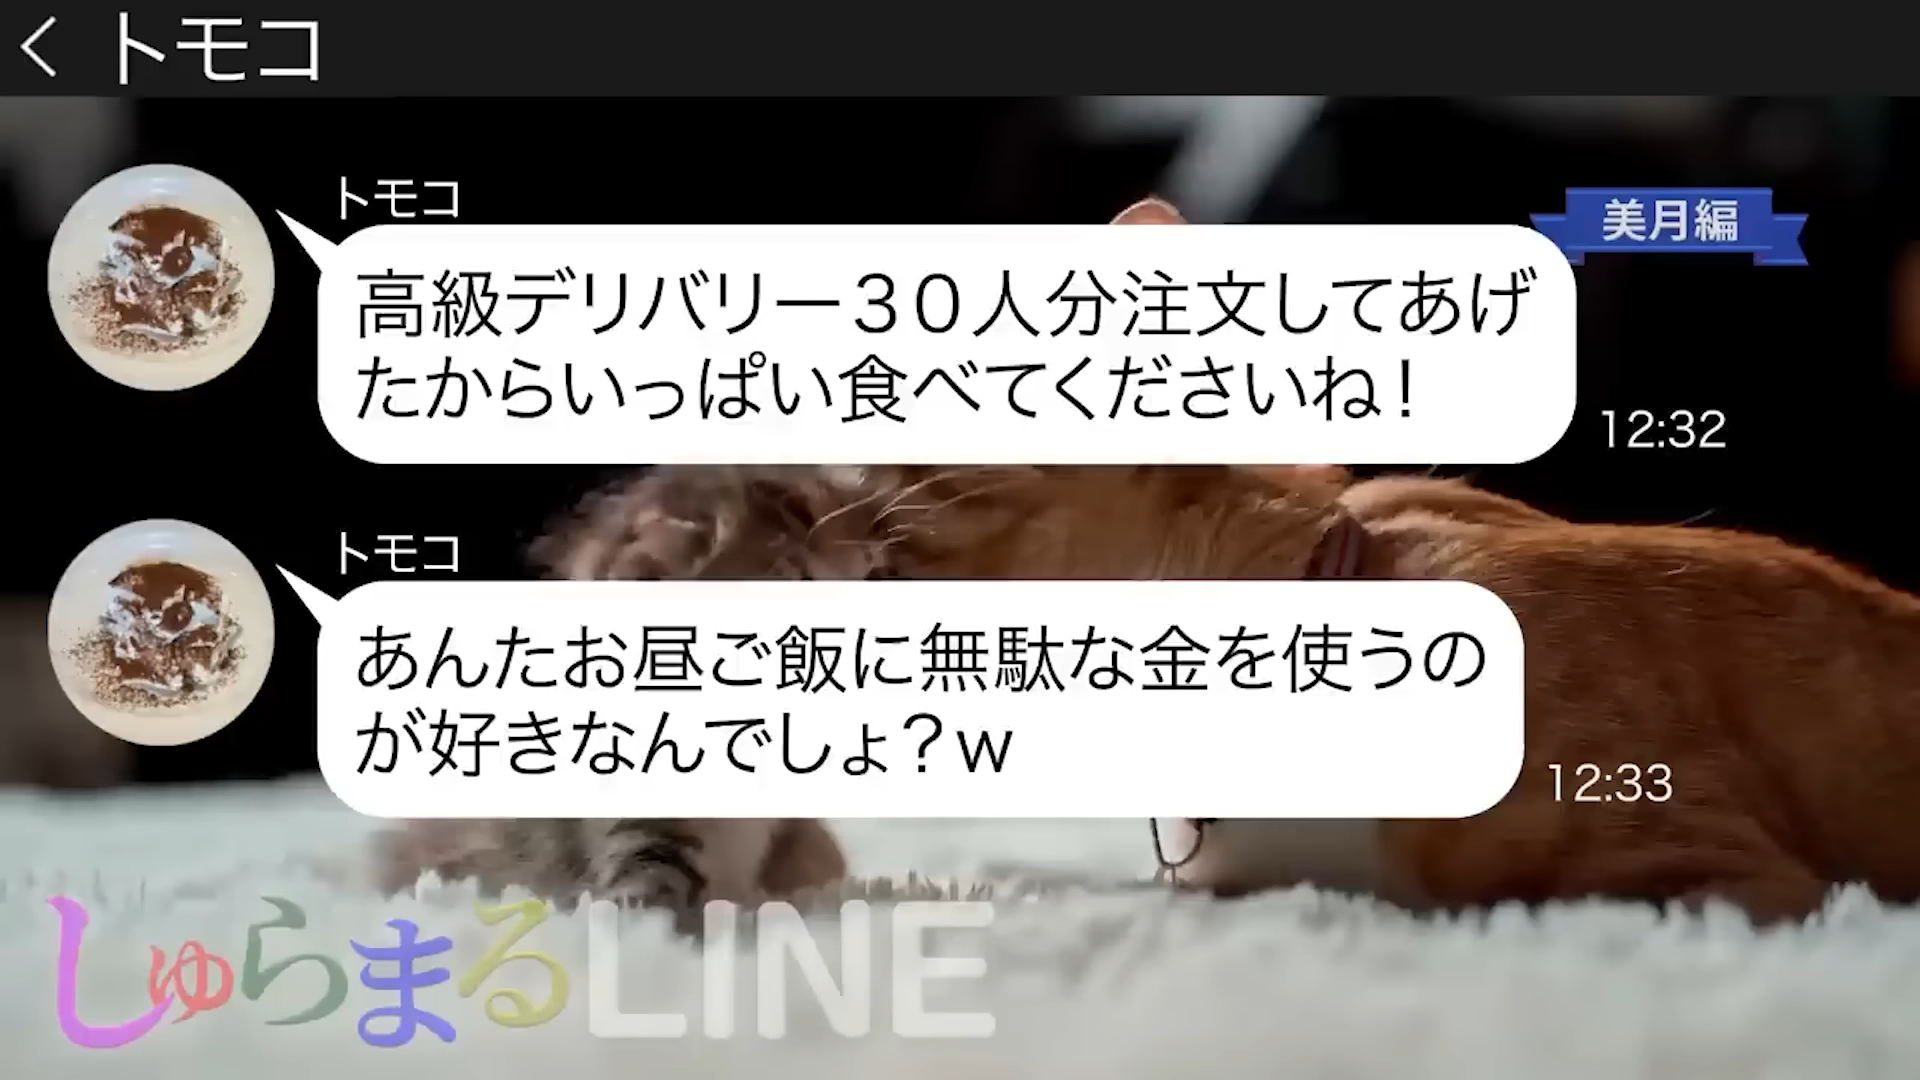 トモコ
トモコ
美月編
高級デリバリー３０人分注文してあげ
たからいっぱい食べてくださいね！
12:32
トモコ
あんたお昼ご飯に無駄な金を使うの
が好きなんでしょ？ｗ
12:33
しゅらまるLINE